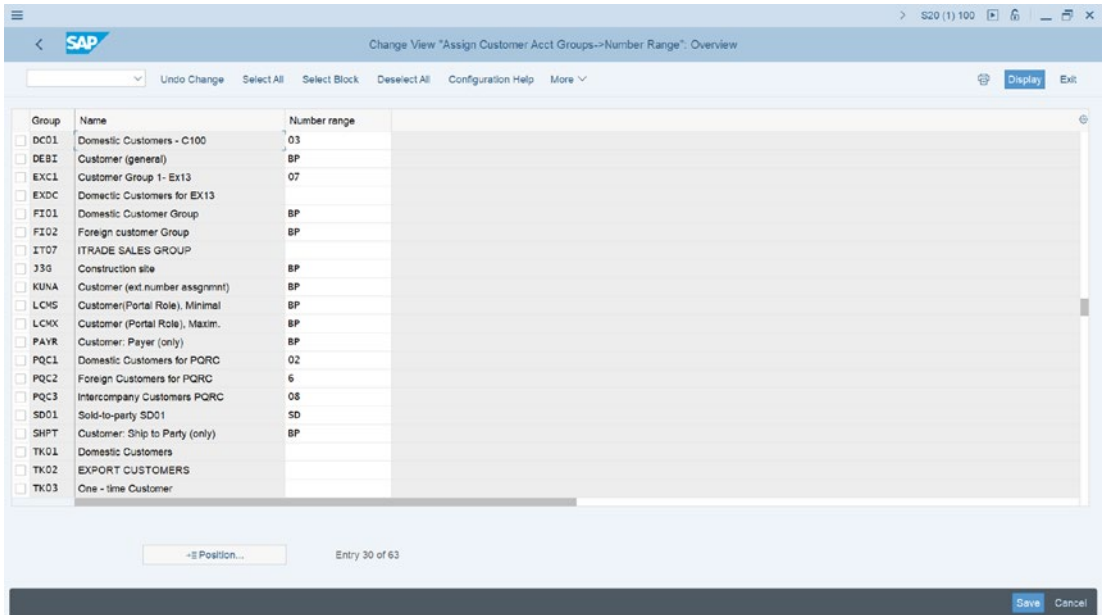 S20 (1) 100
SAP
Change View "Assign Customer Acct Groups->Number Range": Overview
Undo Change Select All Select Block Deselect All Configuration Help More
Display Exit
Group Name Number range
DC01 Domestic Customers - C100 03
DEBI Customer (general) BP
EXC1 Customer Group 1- Ex13 07
EXDC Domectic Customers for EX13
FI01 Domestic Customer Group BP
FI02 Foreign customer Group BP
IT07 ITRADE SALES GROUP
J3G Construction site BP
KUNA Customer (ext.number assgnmnt) BP
LCMS Customer(Portal Role), Minimal BP
LCMX Customer (Portal Role), Maxim. BP
PAYR Customer: Payer (only) BP
PQC1 Domestic Customers for PQRC 02
PQC2 Foreign Customers for PQRC 6
PQC3 Intercompany Customers PQRC 08
SD01 Sold-to-party SD01 SD
SHPT Customer: Ship to Party (only) BP
TK01 Domestic Customers
TK02 EXPORT CUSTOMERS
TK03 One - time Customer
Position... Entry 30 of 63
Save Cancel